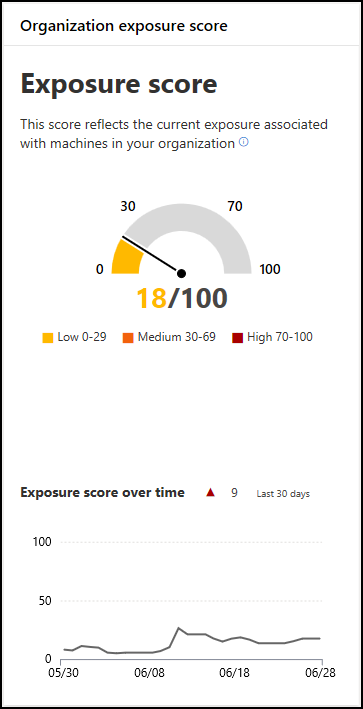 Organization exposure score
Exposure score
This score reflects the current exposure associated
with machines in your organization
30 70
0 100
18/100
Low 0-29 Medium 30-69 High 70-100
Exposure score over time 9 Last 30 days
100
50
0
05/30 06/08 06/18 06/28